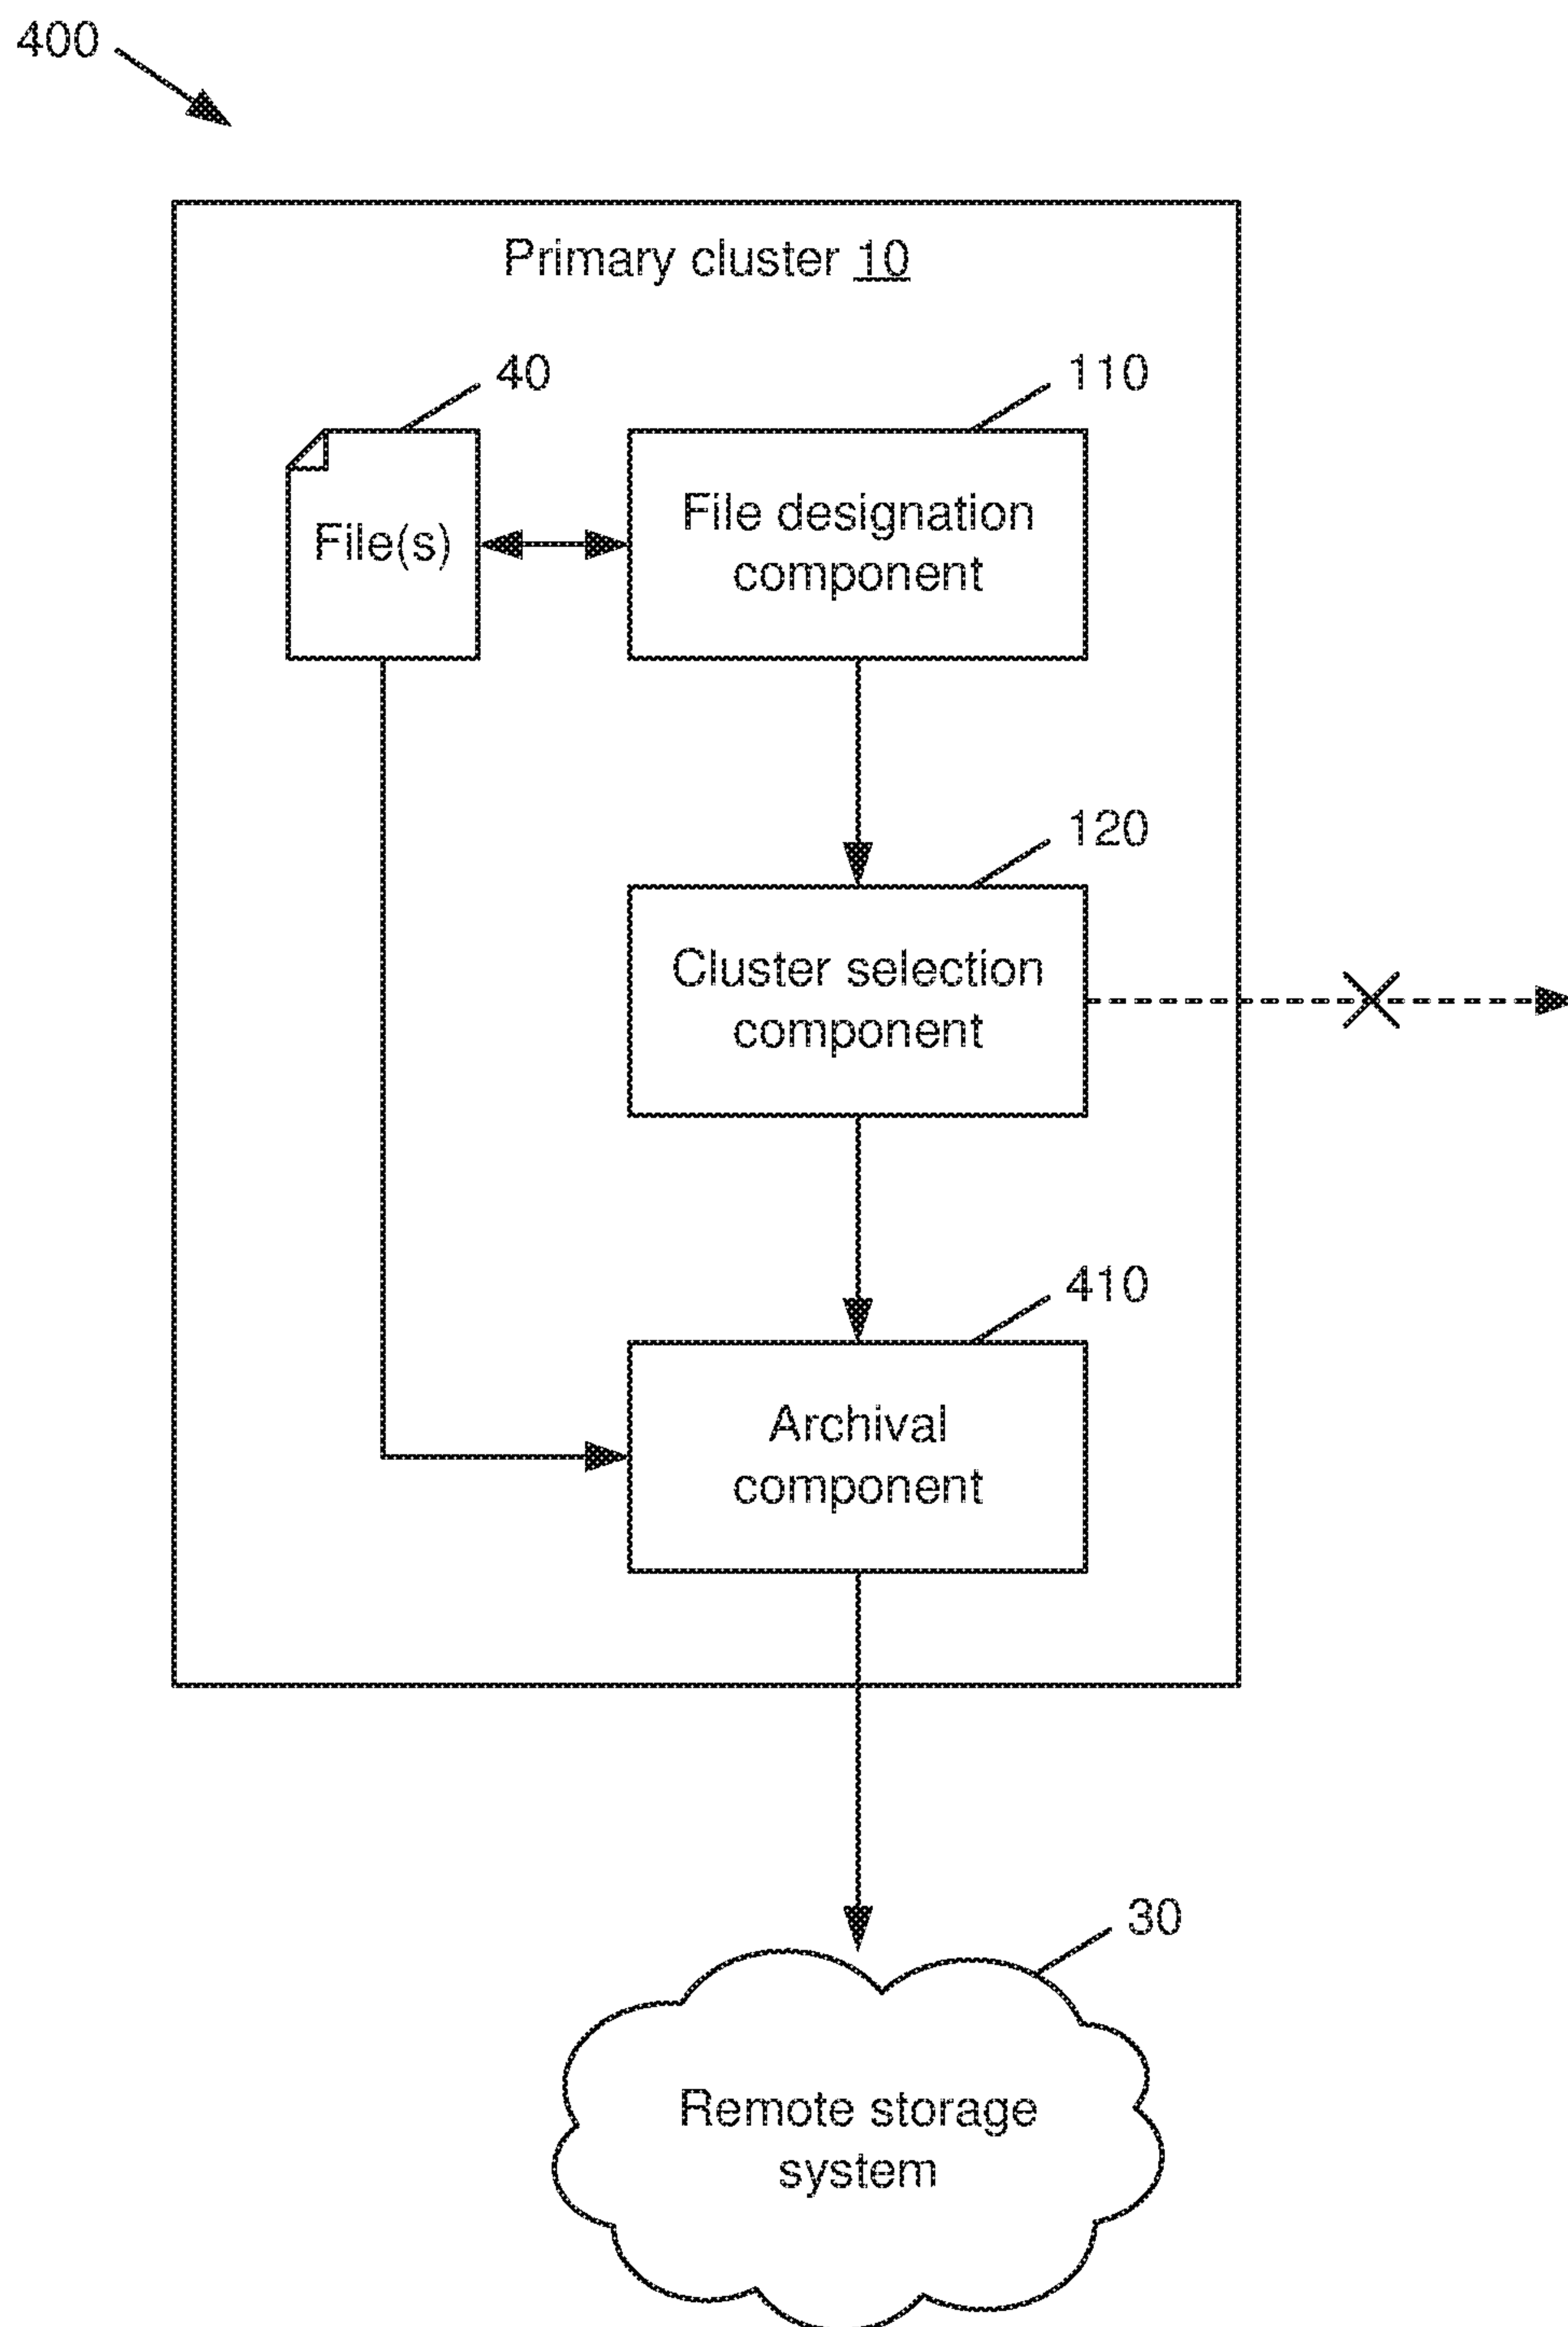 400
Primary cluster 10
40
110
File(s)
File designation
component
120
Cluster selection
component
410
Archival
component
30
Remote storage
system